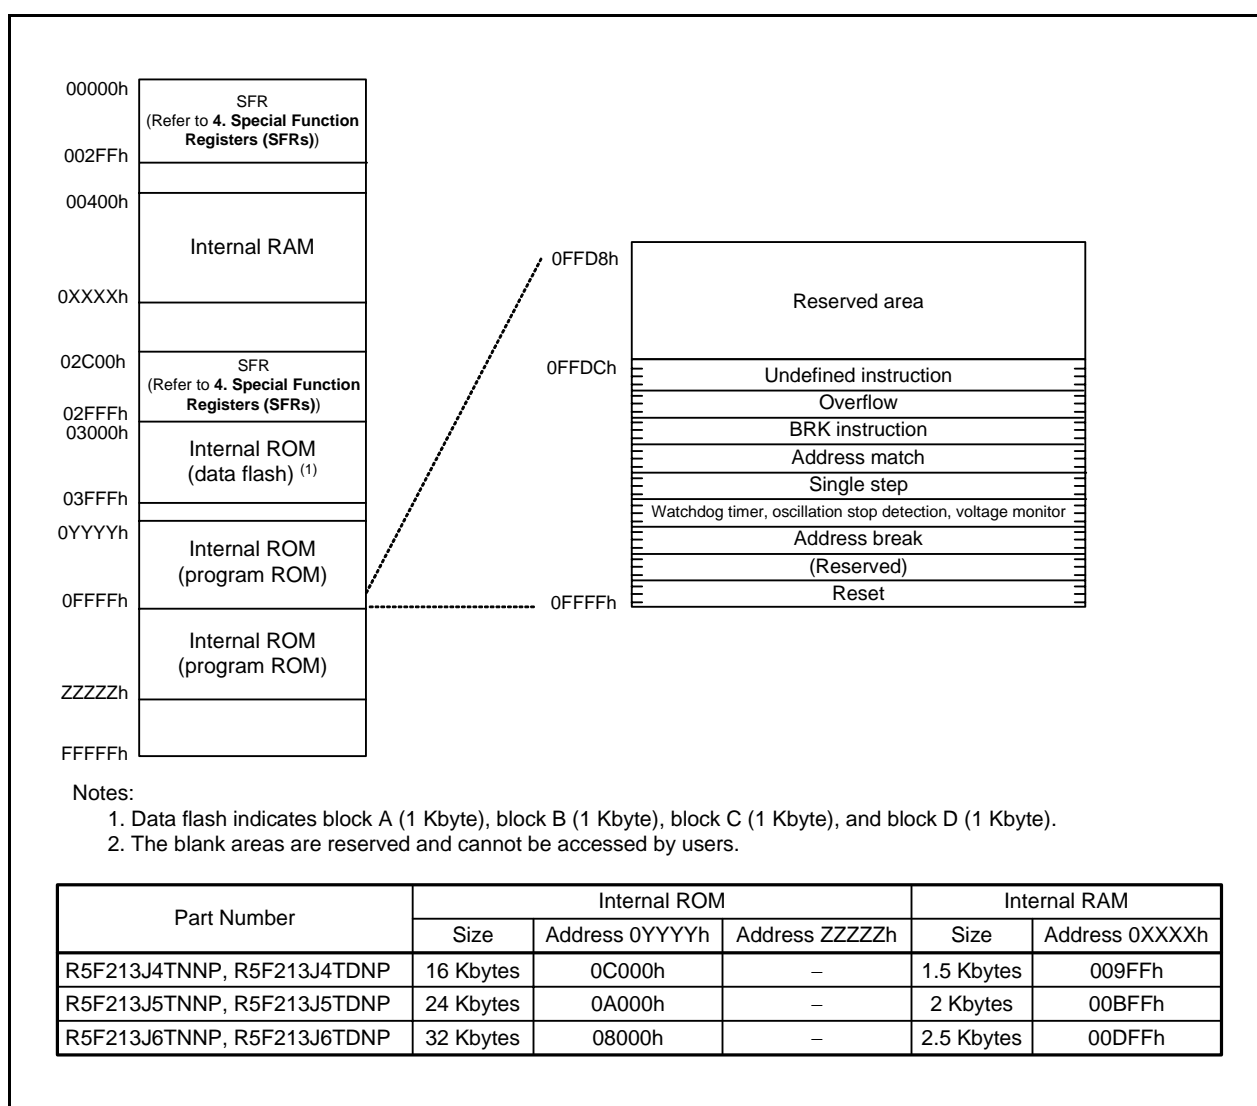 00000h
SFR
(Refer to 4. Special Function
Registers (SFRs))
002FFh
00400h
Internal RAM
0XXXXh
02C00h
SFR
(Refer to 4. Special Function
Registers (SFRs))
02FFFh
03000h
Internal ROM
(data flash) (1)
03FFFh
0YYYYh
Internal ROM
(program ROM)
0FFFFh
Internal ROM
(program ROM)
ZZZZZh
FFFFFh
0FFD8h
Reserved area
0FFDCh
Undefined instruction
Overflow
BRK instruction
Address match
Single step
Watchdog timer, oscillation stop detection, voltage monitor
Address break
(Reserved)
Reset
0FFFFh
Notes:
1. Data flash indicates block A (1 Kbyte), block B (1 Kbyte), block C (1 Kbyte), and block D (1 Kbyte).
2. The blank areas are reserved and cannot be accessed by users.
Part Number Internal ROM Internal RAM
Size Address 0YYYYh Address ZZZZZh Size Address 0XXXXh
R5F213J4TNNP, R5F213J4TDNP 16 Kbytes 0C000h – 1.5 Kbytes 009FFh
R5F213J5TNNP, R5F213J5TDNP 24 Kbytes 0A000h – 2 Kbytes 00BFFh
R5F213J6TNNP, R5F213J6TDNP 32 Kbytes 08000h – 2.5 Kbytes 00DFFh